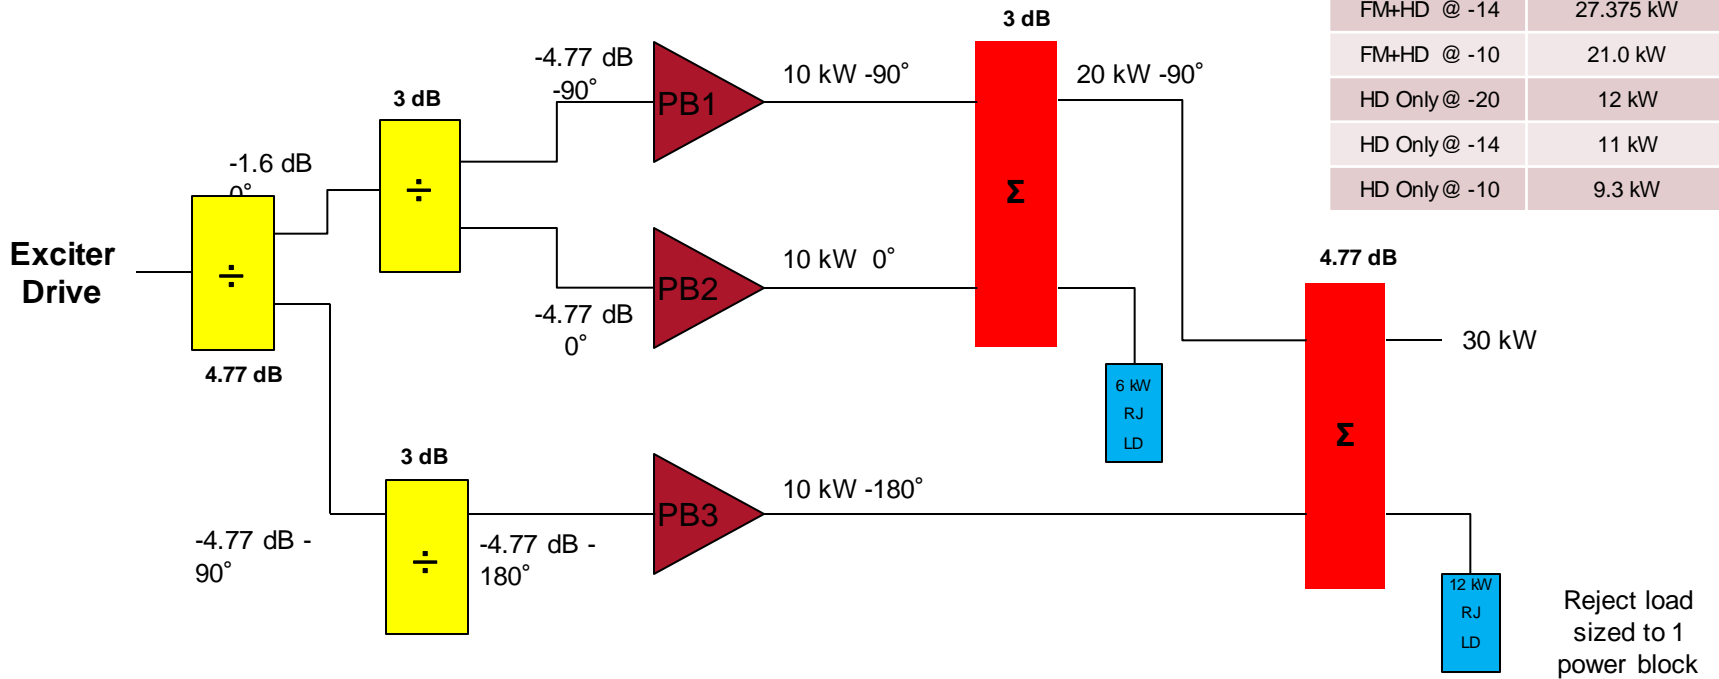 3 dB
FM+HD @ -14 27.375 kW
FM+HD @ -10 21.0 kW
HD Only @ -20 12 kW
HD Only @ -14 11 kW
HD Only @ -10 9.3 kW
-4.77 dB
-90°
PB1
10 kW -90°
20 kW -90°
3 dB
÷
-1.6 dB
0°
Σ
Exciter
Drive
÷
4.77 dB
10 kW 0°
PB2
-4.77 dB
0°
4.77 dB
Σ
30 kW
6 kW
RJ
LD
3 dB
÷
-4.77 dB -
90°
-4.77 dB -
180°
PB3
10 kW -180°
12 kW
RJ
LD
Reject load
sized to 1
power block